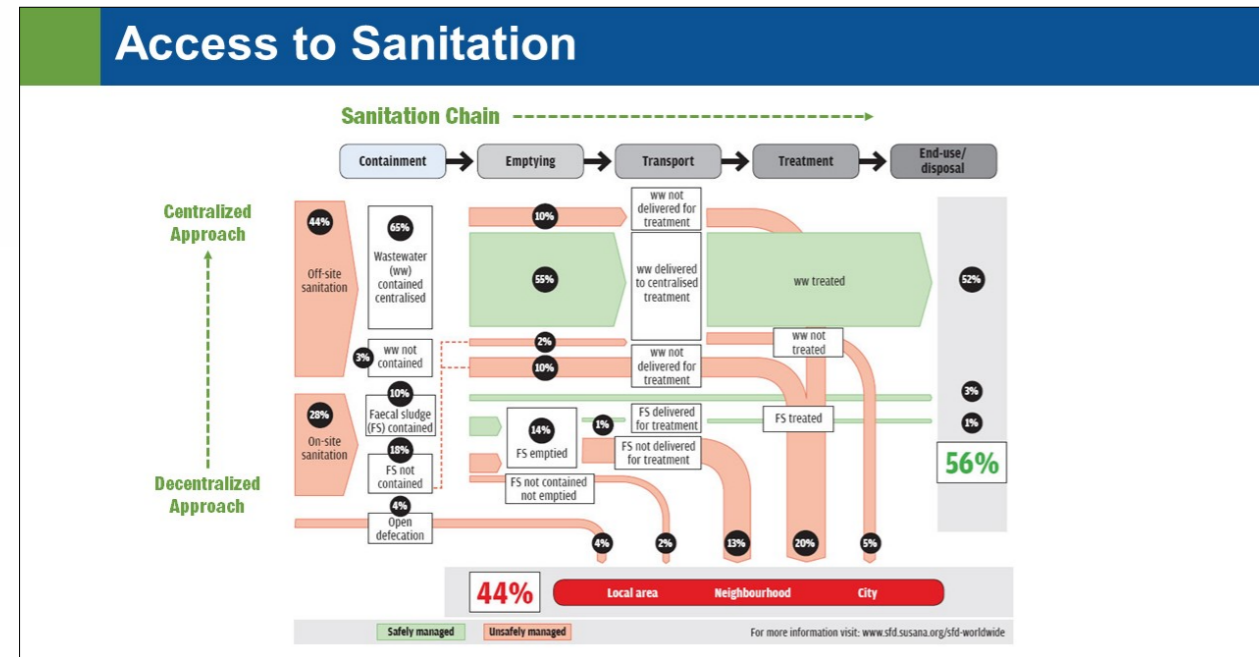 Access to Sanitation
Sanitation Chain
Containment
Emptying
Transport
Treatment
End-use/
disposal
Centralized
Approach
Decentralized
Approach
44%
Off-site
sanitation
65%
Wastewater
(ww)
contained
centralised
10%
ww not
delivered for
treatment
55%
ww delivered
to centralised
treatment
ww treated
52%
3%
ww not
contained
2%
ww not
treated
10%
ww not
delivered for
treatment
28%
On-site
sanitation
10%
Faecal sludge
(FS) contained
18%
FS not
contained
14%
FS emptied
1%
FS delivered
for treatment
FS treated
3%
1%
FS not delivered
for treatment
56%
FS not contained
not emptied
4%
Open
defecation
4%
2%
13%
20%
5%
44%
Local area
Neighbourhood
City
Safely managed
Unsafely managed
For more information visit: www.sfd.susana.org/sfd-worldwide